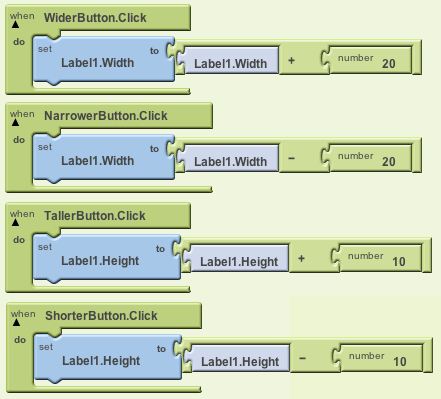 when WiderButton.Click
do set Label1.Width to Label1.Width + number 20
when NarrowerButton.Click
do set Label1.Width to Label1.Width - number 20
when TallerButton.Click
do set Label1.Height to Label1.Height + number 10
when ShorterButton.Click
do set Label1.Height to Label1.Height - number 10